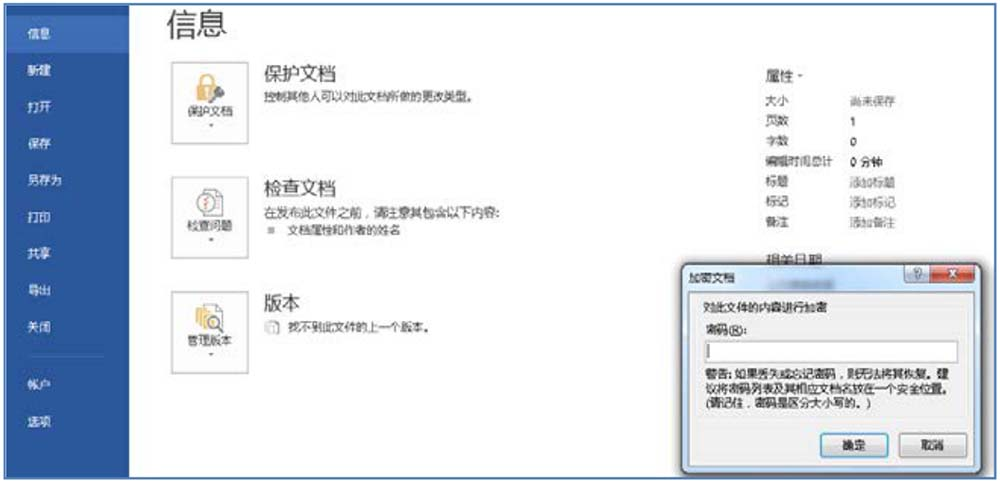 信息
新建
打开
保存
另存为
打印
共享
导出
关闭
帐户
选项
信息
保护文档
保护文档
控制其他人可以对此文档所做的更改类型。
检查问题
检查文档
在发布此文件之前，请注意其包含以下内容:
文档属性和作者的姓名
管理版本
版本
找不到此文件的上一个版本。
属性
大小 尚未保存
页数 1
字数 0
编辑时间总计 0 分钟
标题 添加标题
标记 添加标记
备注 添加备注
相关日期
加密文档
对此文件的内容进行加密
密码(R):
警告: 如果丢失或忘记密码，则无法将其恢复。建
议将密码列表及其相应文档名放在一个安全位置。
(请记住，密码是区分大小写的。)
确定 取消